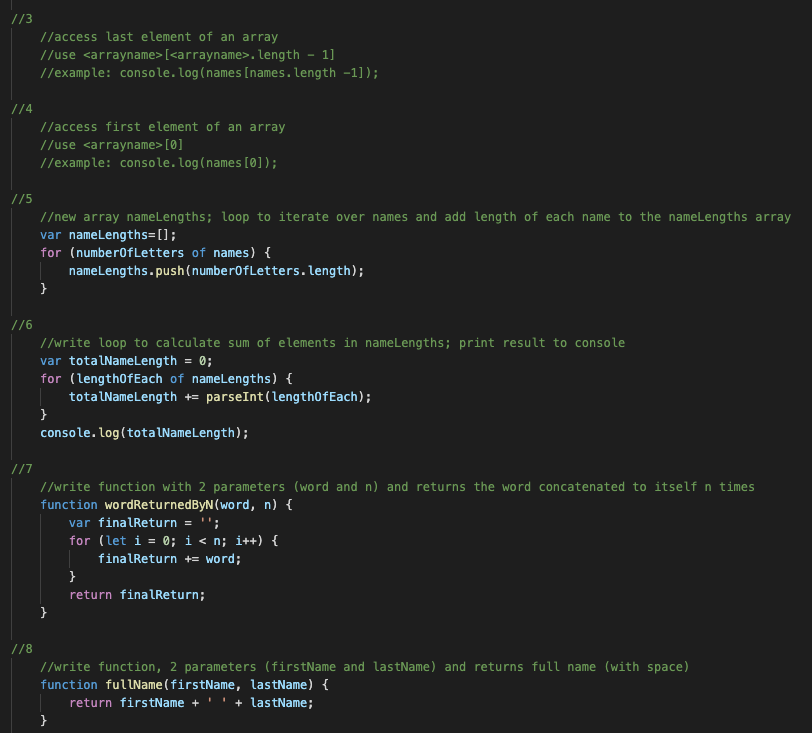 //3
//access last element of an array
//use <arrayname>[<arrayname>.length - 1]
//example: console.log(names[names.length -1]);
//4
//access first element of an array
//use <arrayname>[0]
//example: console.log(names[0]);
//5
//new array nameLengths; loop to iterate over names and add length of each name to the nameLengths array
var nameLengths=[];
for (numberOfLetters of names) {
nameLengths.push(numberOfLetters.length);
}
//6
//write loop to calculate sum of elements in nameLengths; print result to console
var totalNameLength = 0;
for (lengthOfEach of nameLengths) {
totalNameLength += parseInt(lengthOfEach);
}
console.log(totalNameLength);
//7
//write function with 2 parameters (word and n) and returns the word concatenated to itself n times
function wordReturnedByN(word, n) {
var finalReturn = '';
for (let i = 0; i < n; i++) {
finalReturn += word;
}
return finalReturn;
}
//8
//write function, 2 parameters (firstName and lastName) and returns full name (with space)
function fullName(firstName, lastName) {
return firstName + ' ' + lastName;
}